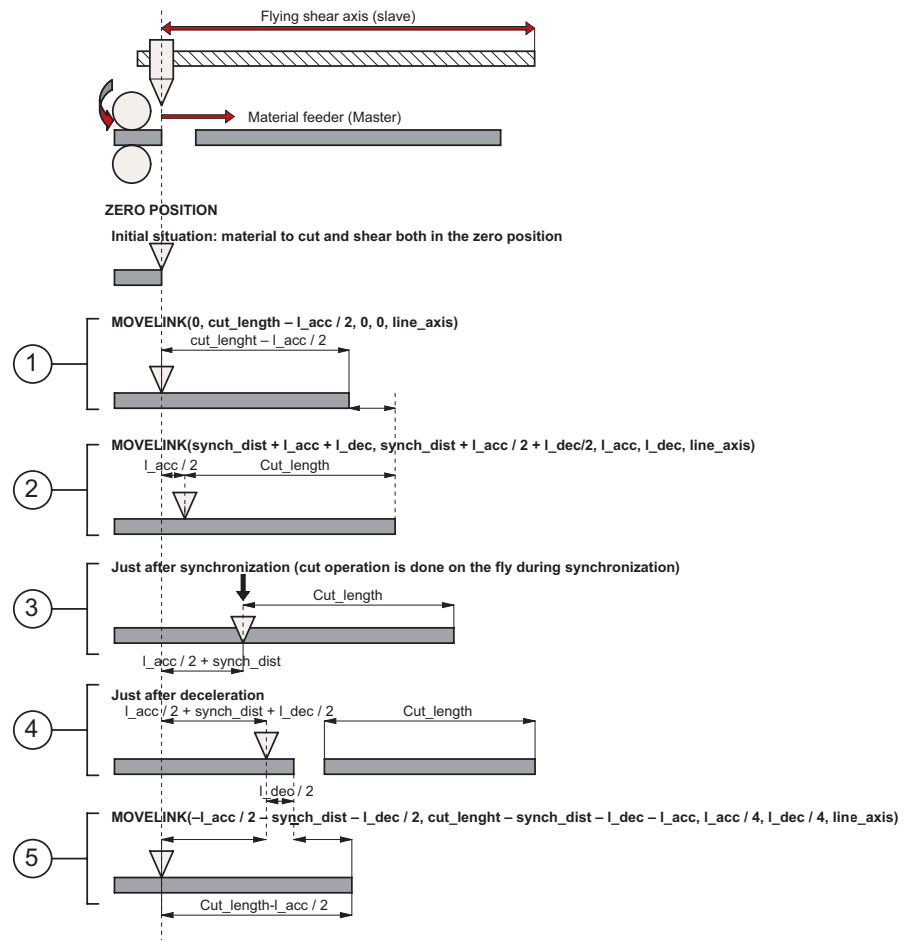 Flying shear axis (slave)
Material feeder (Master)
ZERO POSITION
Initial situation: material to cut and shear both in the zero position
1
MOVELINK(0, cut_length – l_acc / 2, 0, 0, line_axis)
cut_lenght – l_acc / 2
2
MOVELINK(synch_dist + l_acc + l_dec, synch_dist + l_acc / 2 + l_dec/2, l_acc, l_dec, line_axis)
l_acc / 2
Cut_length
3
Just after synchronization (cut operation is done on the fly during synchronization)
Cut_length
l_acc / 2 + synch_dist
4
Just after deceleration
l_acc / 2 + synch_dist + l_dec / 2
Cut_length
l_dec / 2
5
MOVELINK(–l_acc / 2 – synch_dist – l_dec / 2, cut_lenght – synch_dist – l_dec – l_acc, l_acc / 4, l_dec / 4, line_axis)
Cut_length-l_acc / 2